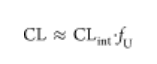 CL ≈ CL_int·f_U